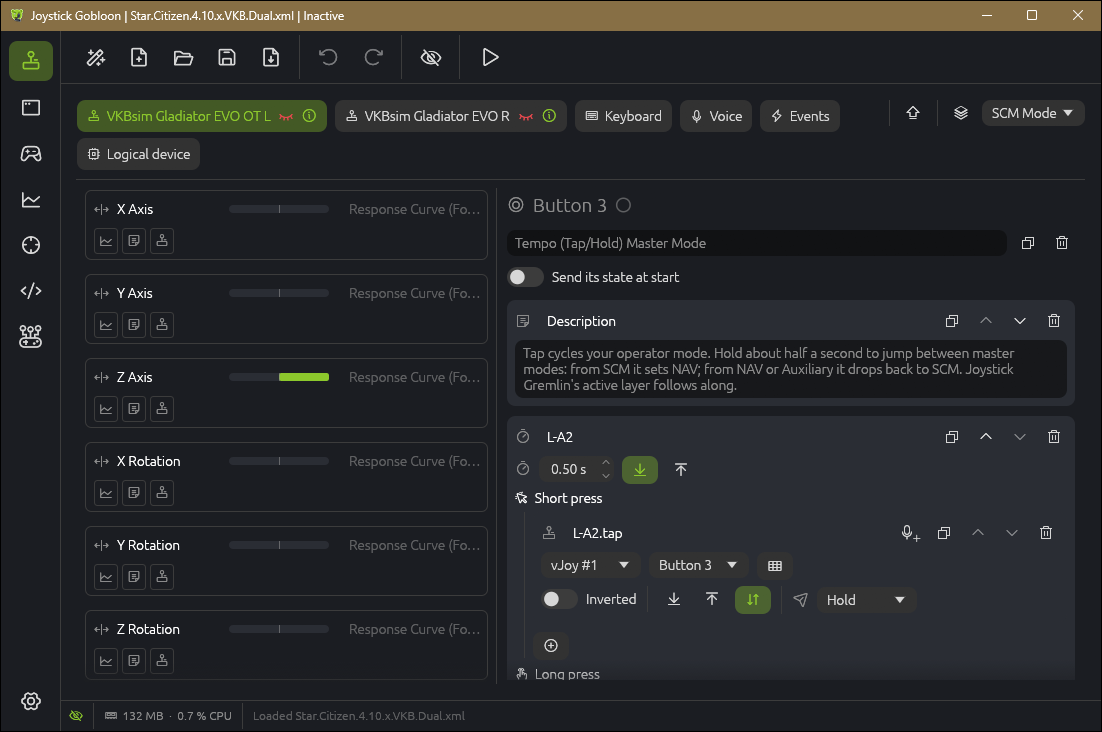 Joystick Gobloon | Star.Citizen.4.10.x.VKB.Dual.xml | Inactive
VKBsim Gladiator EVO OT L
VKBsim Gladiator EVO R
Keyboard
Voice
Events
SCM Mode
Logical device
X Axis
Response Curve (Fo...
Y Axis
Response Curve (Fo...
Z Axis
Response Curve (Fo...
X Rotation
Response Curve (Fo...
Y Rotation
Response Curve (Fo...
Z Rotation
Response Curve (Fo...
Button 3
Tempo (Tap/Hold) Master Mode
Send its state at start
Description
Tap cycles your operator mode. Hold about half a second to jump between master
modes: from SCM it sets NAV; from NAV or Auxiliary it drops back to SCM. Joystick
Gremlin's active layer follows along.
L-A2
0.50 s
Short press
L-A2.tap
vJoy #1
Button 3
Inverted
Hold
Long press
132 MB · 0.7 % CPU
Loaded Star.Citizen.4.10.x.VKB.Dual.xml